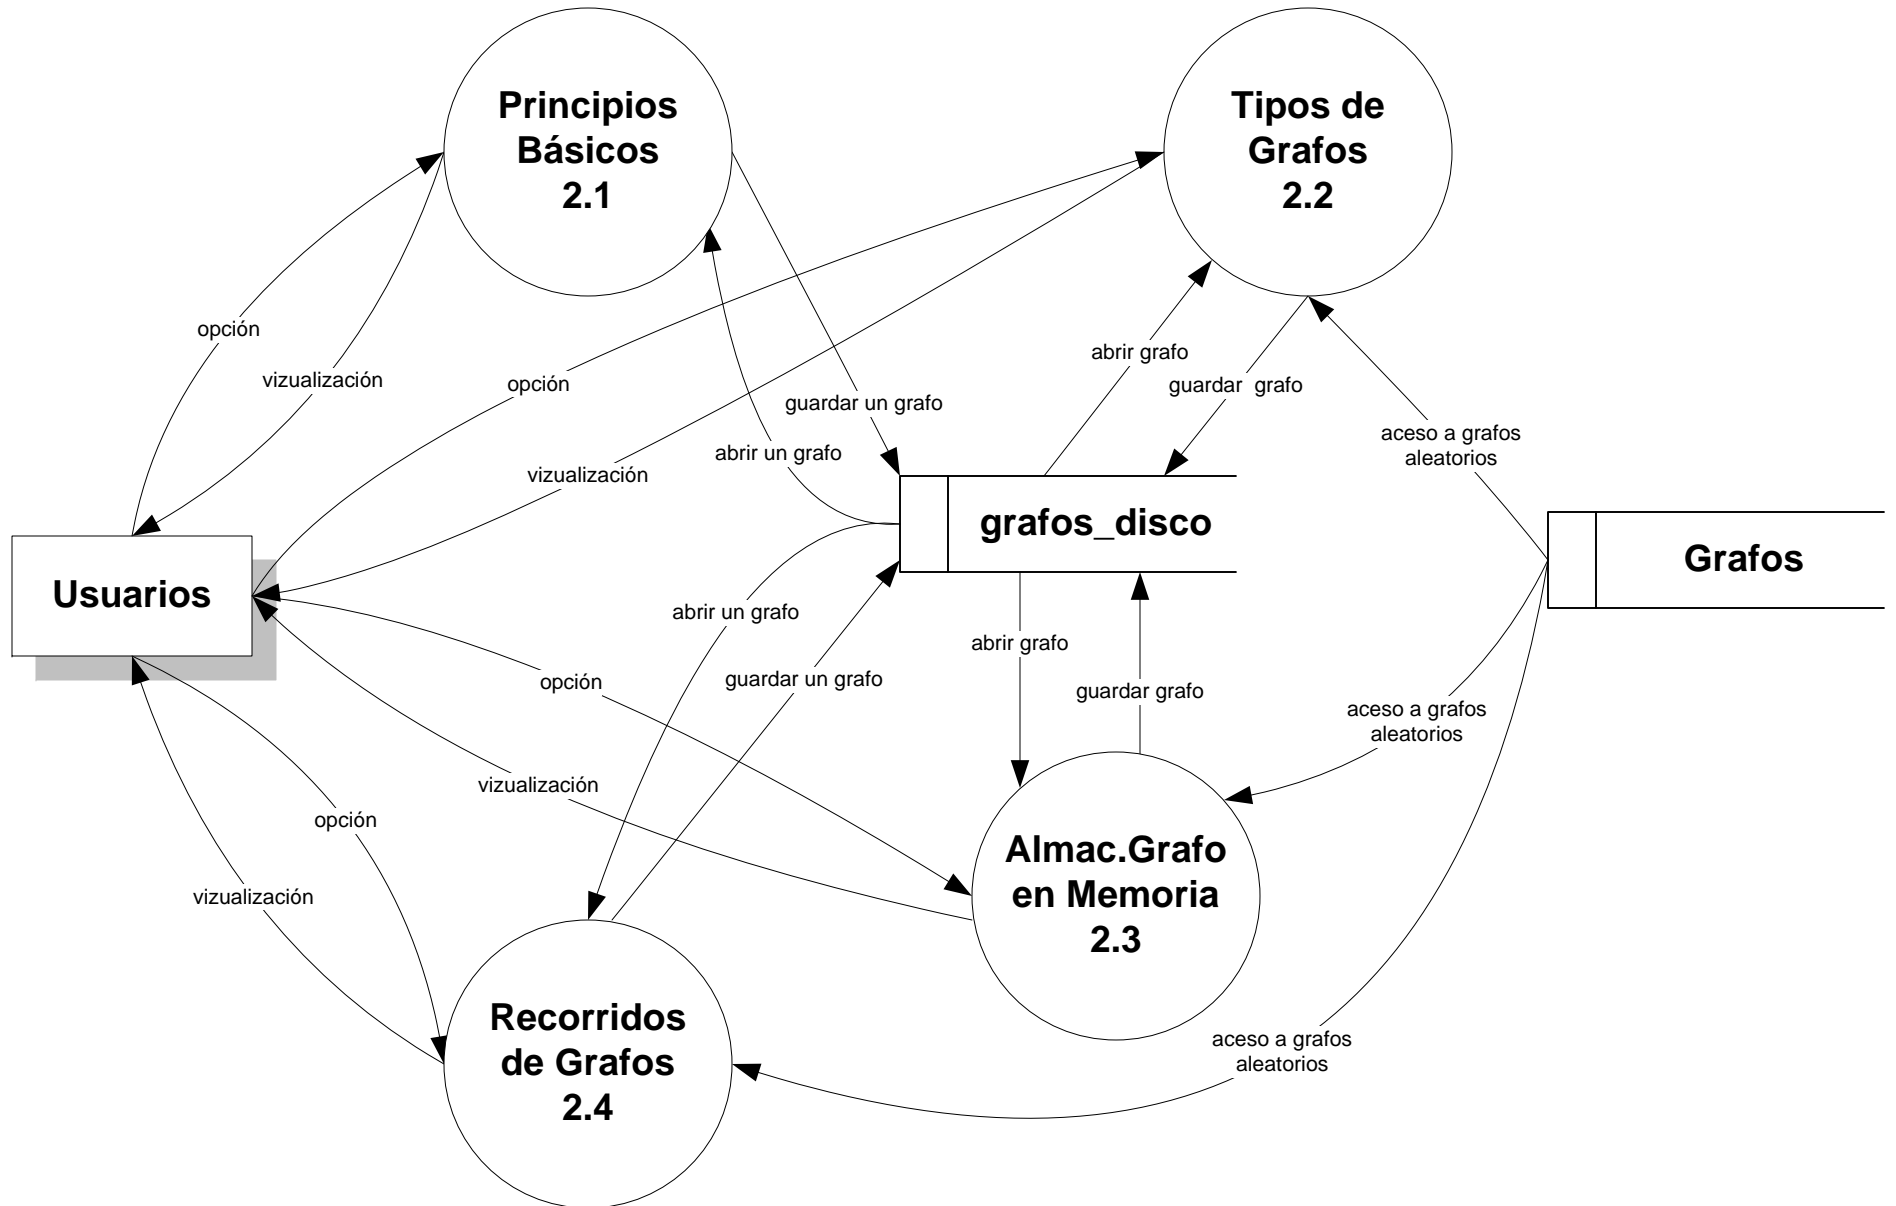 Principios
Básicos
2.1
Tipos de
Grafos
2.2
opción
vizualización
opción
vizualización
guardar un grafo
abrir un grafo
abrir grafo
guardar  grafo
aceso a grafos
aleatorios
Usuarios
grafos_disco
Grafos
abrir un grafo
guardar un grafo
abrir grafo
guardar grafo
opción
vizualización
aceso a grafos
aleatorios
opción
vizualización
Almac.Grafo
en Memoria
2.3
Recorridos
de Grafos
2.4
aceso a grafos
aleatorios